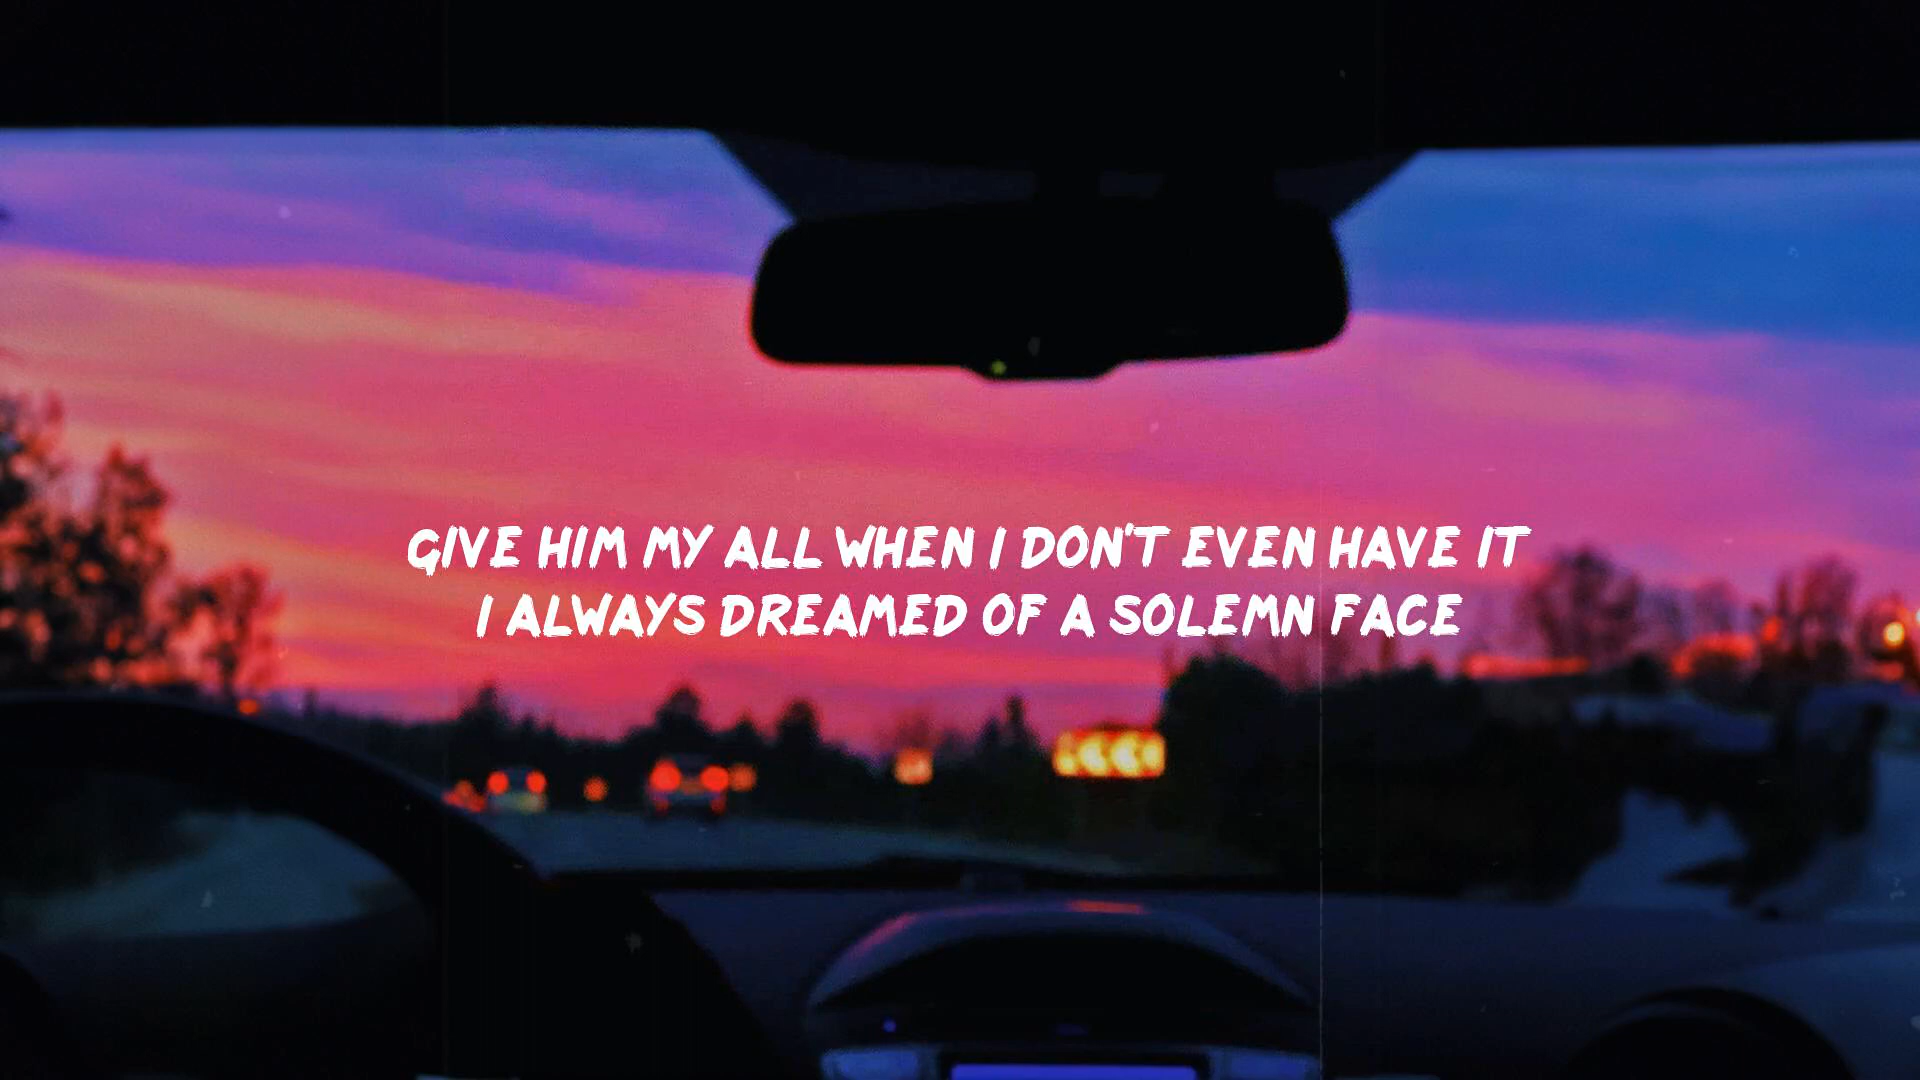 GIVE HIM MY ALL WHEN I DON'T EVEN HAVE IT
I ALWAYS DREAMED OF A SOLEMN FACE